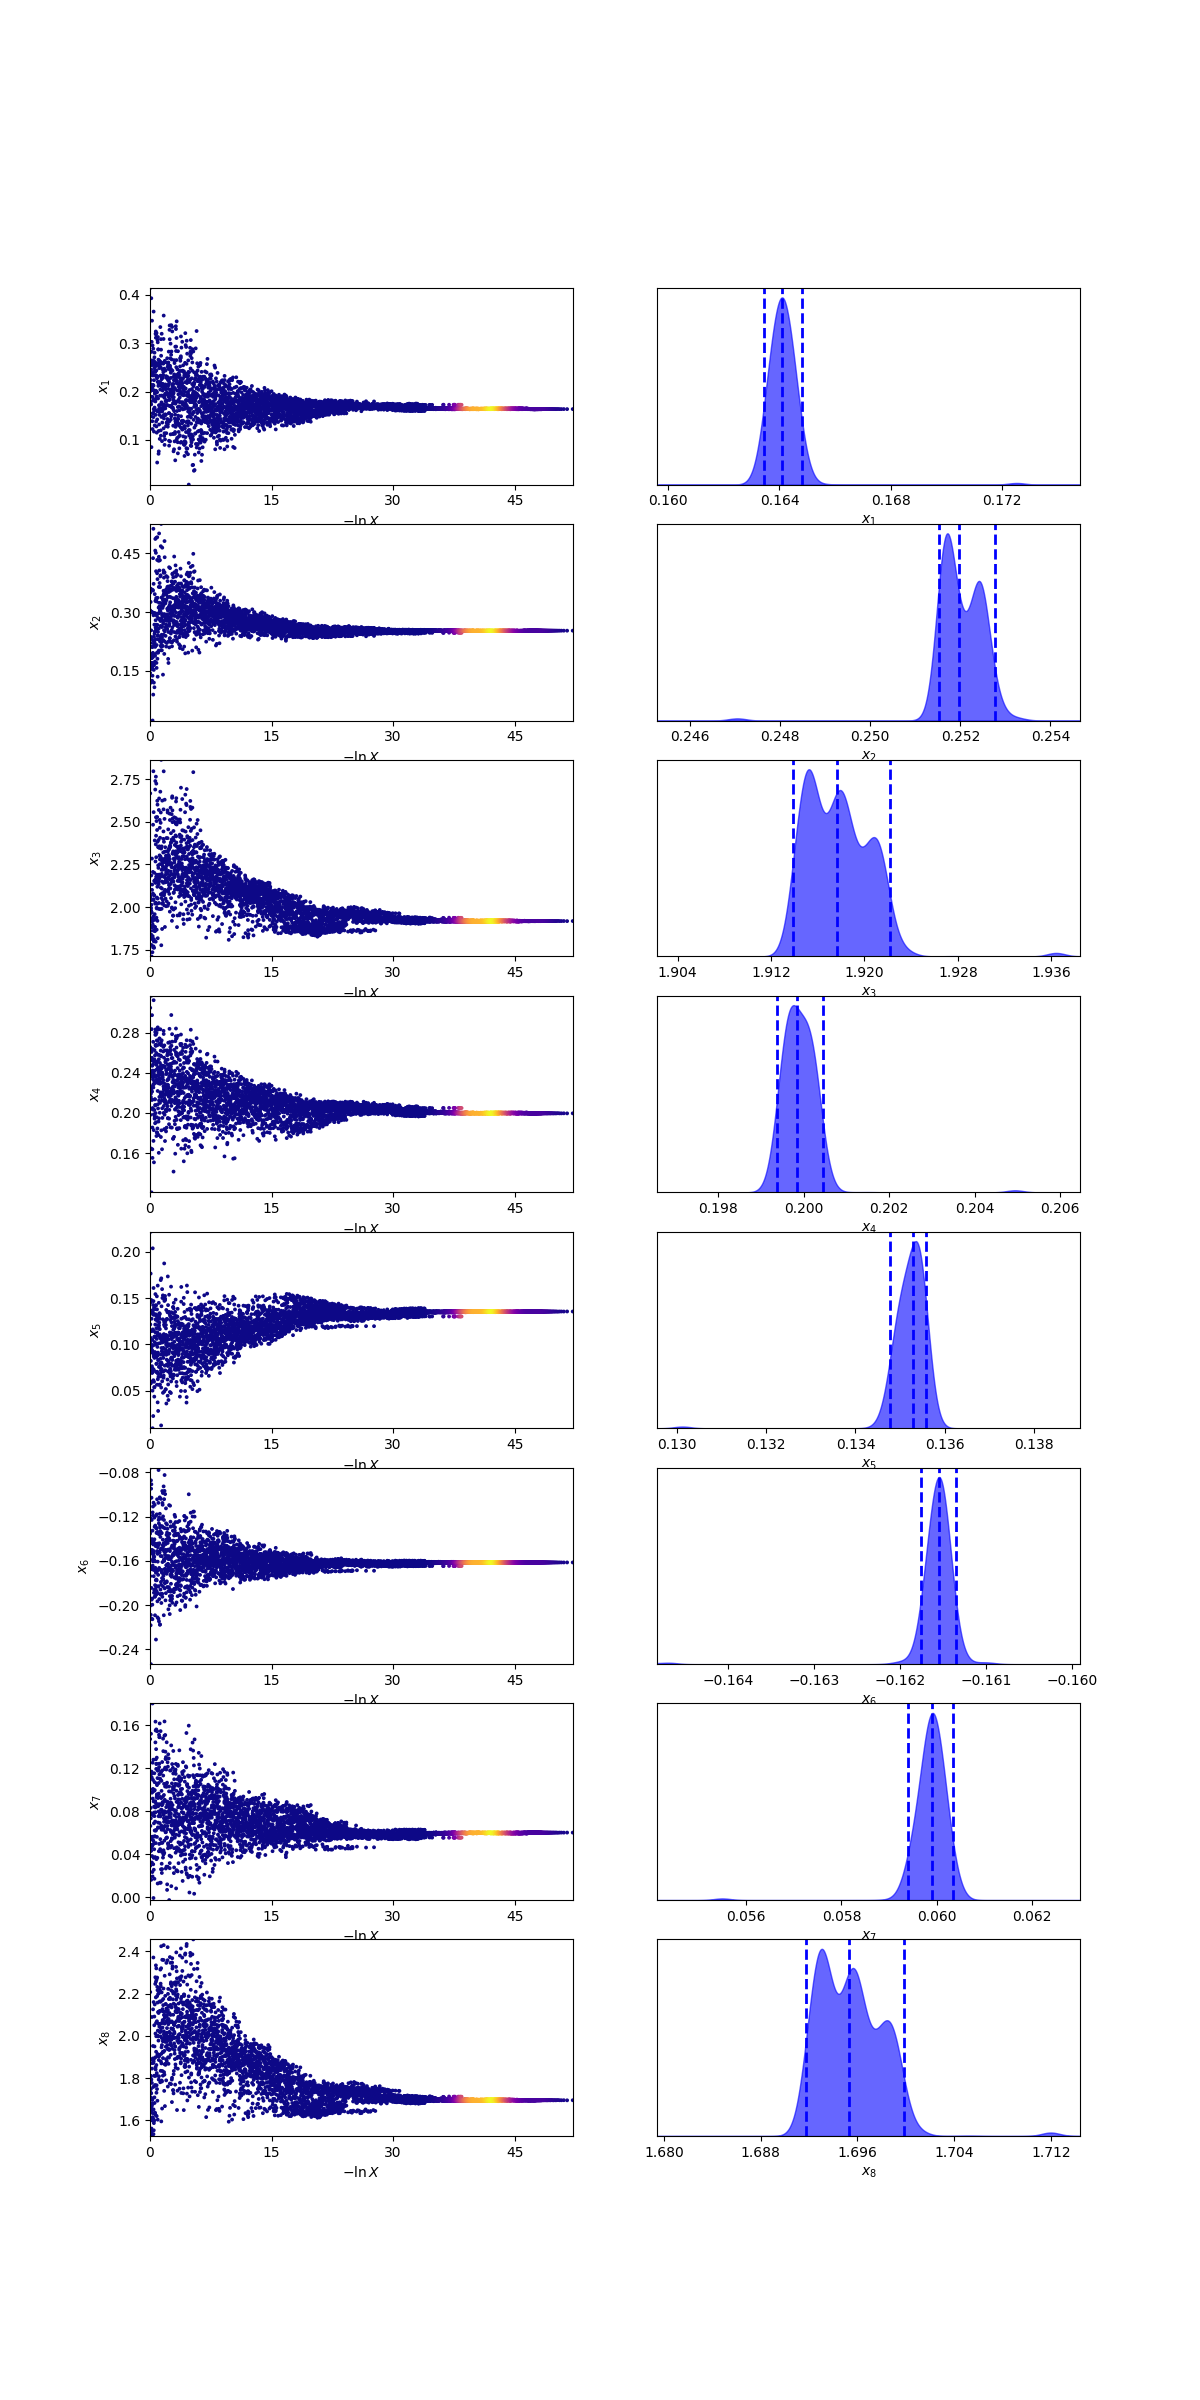 0.4
0.3
0.2
0.1
x₁
0 15 30 45
−ln X
0.160 0.164 0.168 0.172
x₁
0.45
0.30
0.15
x₂
0 15 30 45
−ln X
0.246 0.248 0.250 0.252 0.254
x₂
2.75
2.50
2.25
2.00
1.75
x₃
0 15 30 45
−ln X
1.904 1.912 1.920 1.928 1.936
x₃
0.28
0.24
0.20
0.16
x₄
0 15 30 45
−ln X
0.198 0.200 0.202 0.204 0.206
x₄
0.20
0.15
0.10
0.05
x₅
0 15 30 45
−ln X
0.130 0.132 0.134 0.136 0.138
x₅
−0.08
−0.12
−0.16
−0.20
−0.24
x₆
0 15 30 45
−ln X
−0.164 −0.163 −0.162 −0.161 −0.160
x₆
0.16
0.12
0.08
0.04
0.00
x₇
0 15 30 45
−ln X
0.056 0.058 0.060 0.062
x₇
2.4
2.2
2.0
1.8
1.6
x₈
0 15 30 45
−ln X
1.680 1.688 1.696 1.704 1.712
x₈